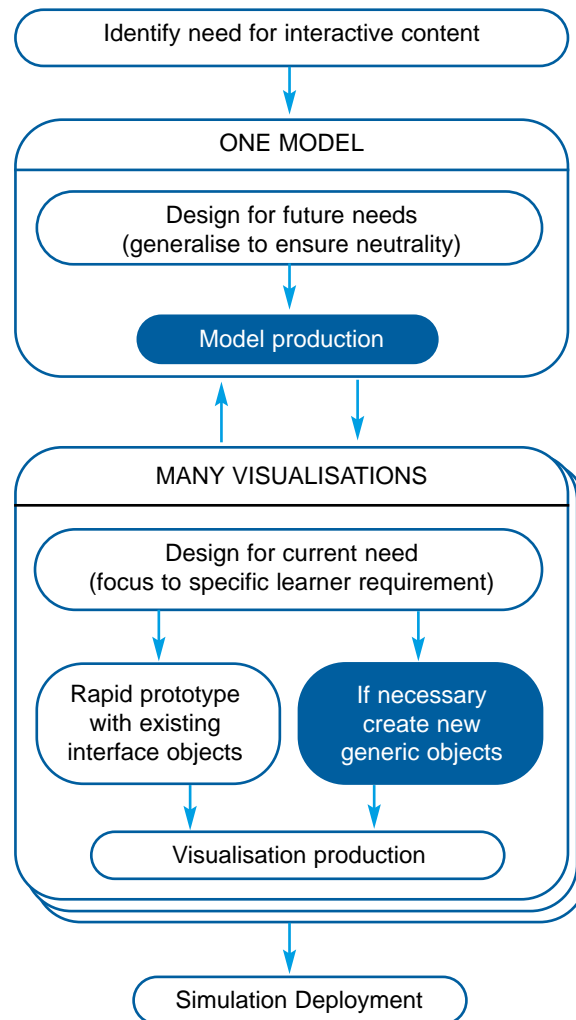 Identify need for interactive content
ONE MODEL
Design for future needs
(generalise to ensure neutrality)
Model production
MANY VISUALISATIONS
Design for current need
(focus to specific learner requirement)
Rapid prototype
with existing
interface objects
If necessary
create new
generic objects
Visualisation production
Simulation Deployment